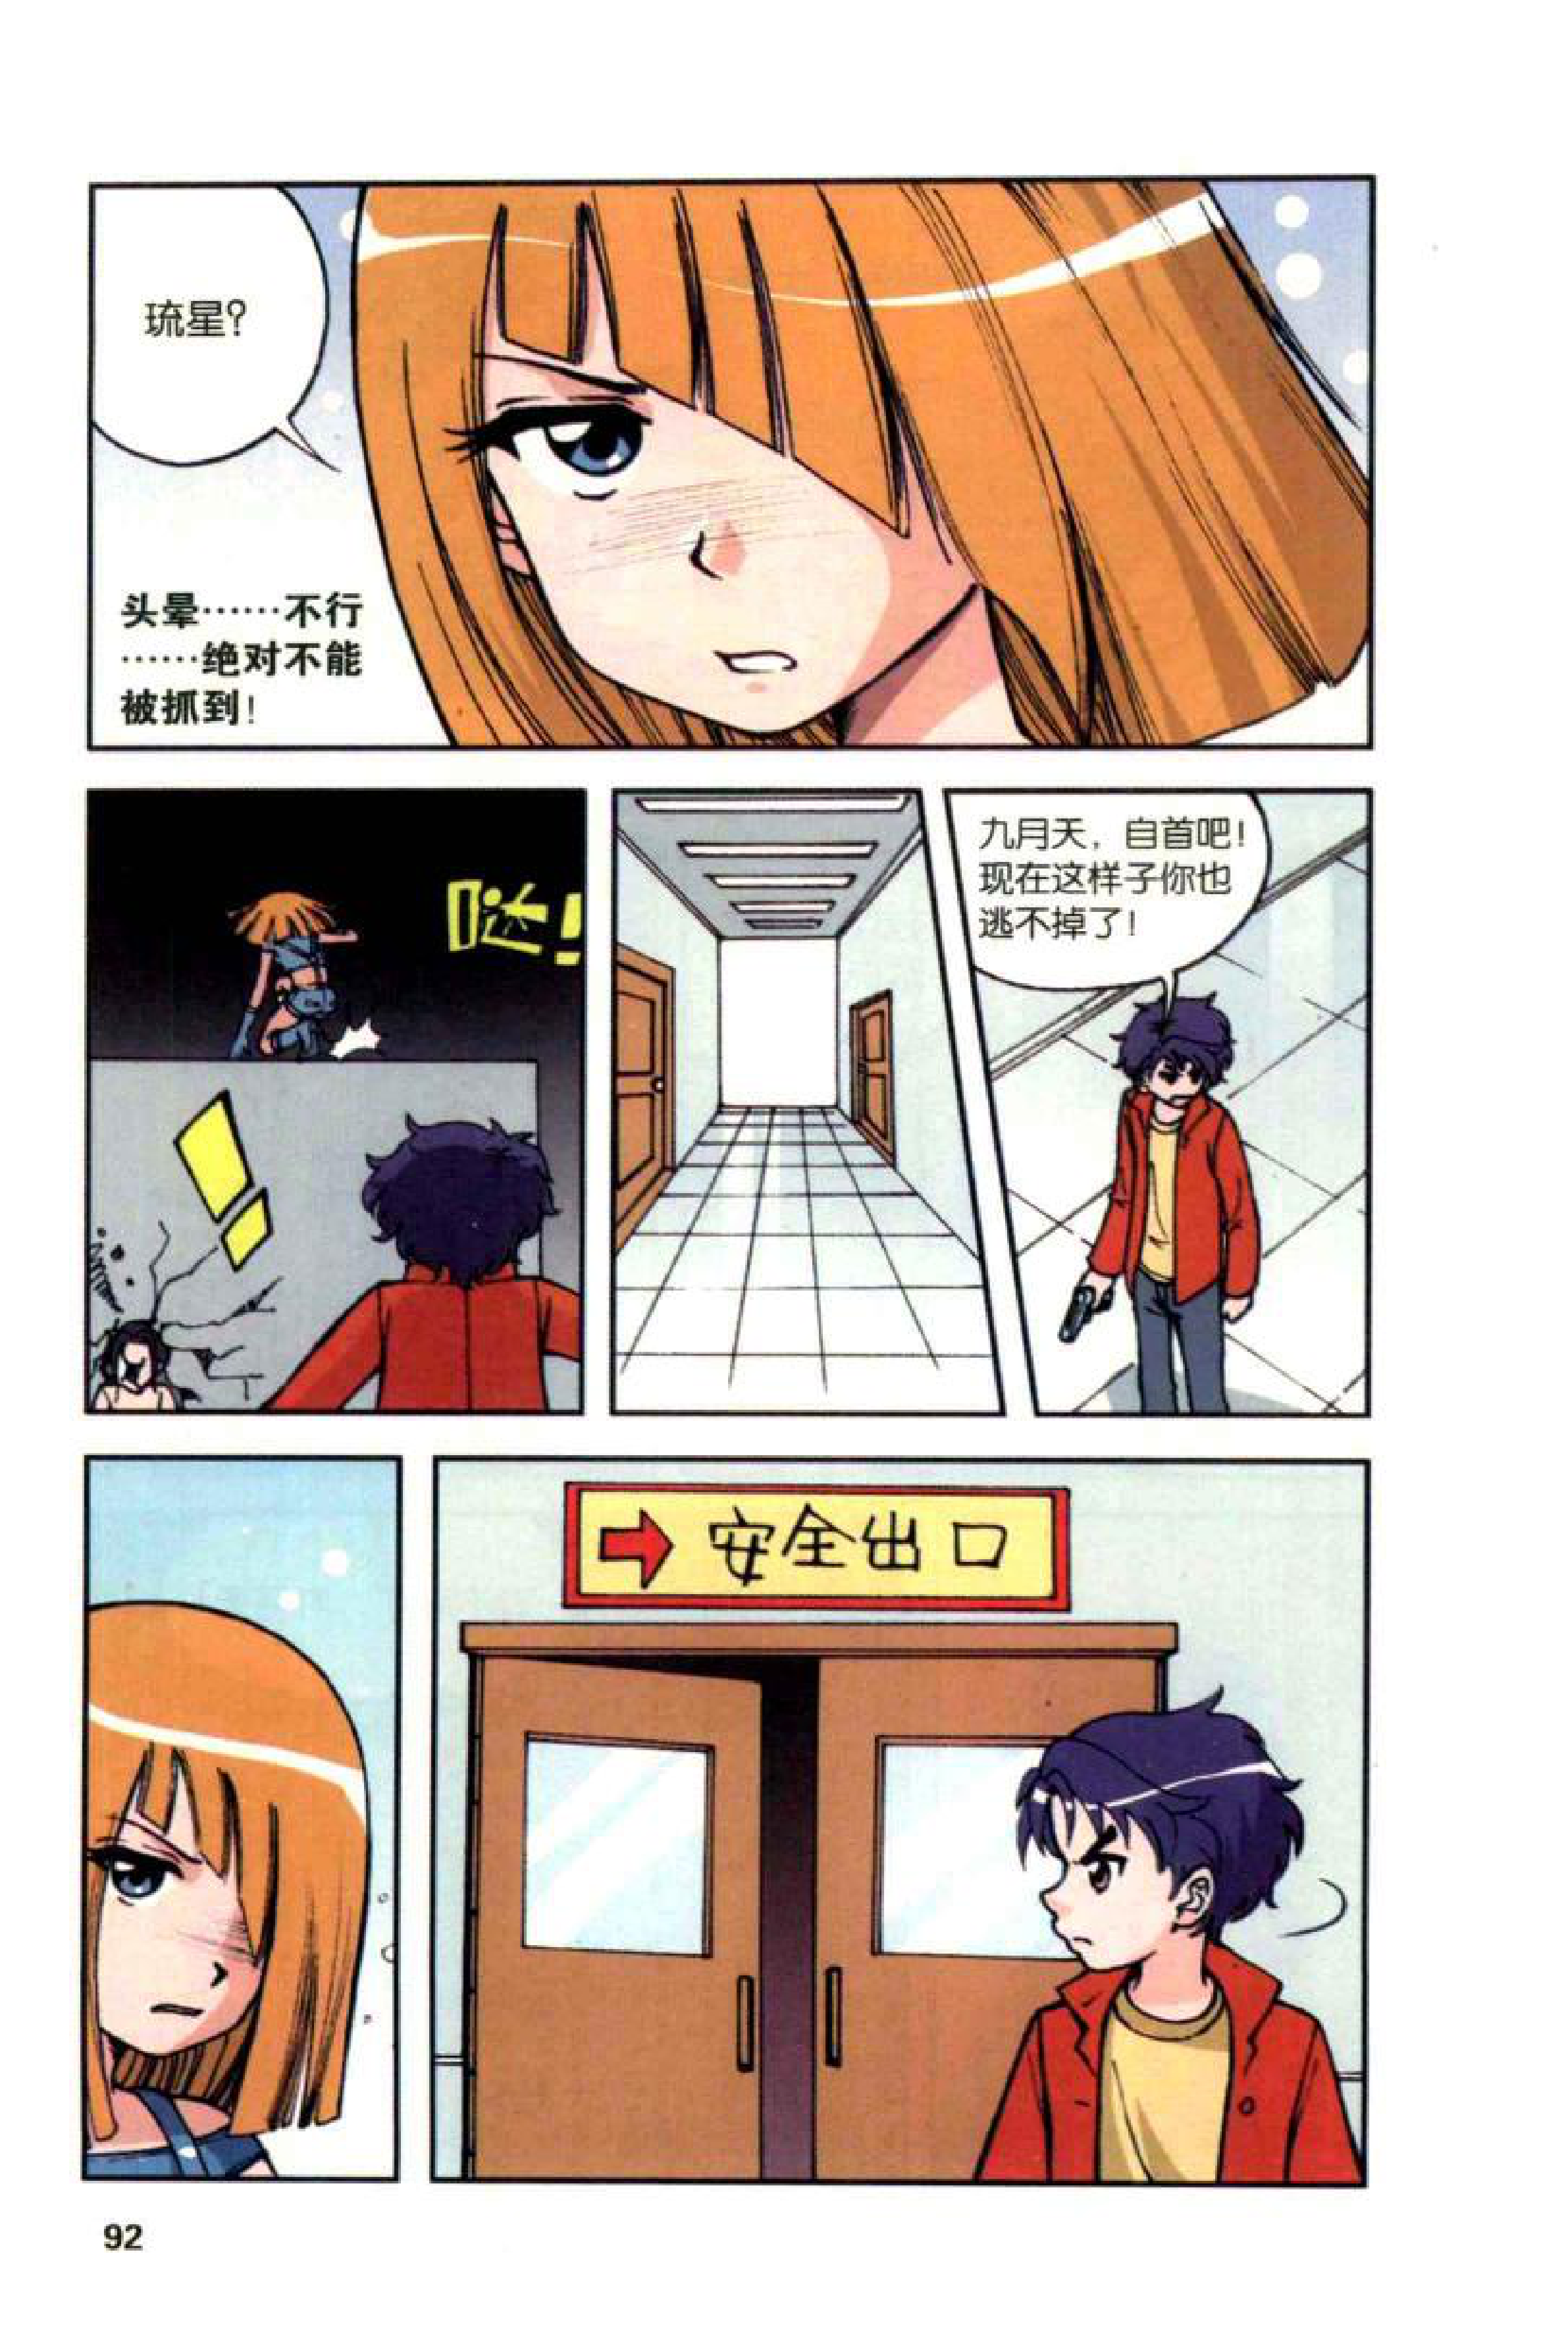 琉星？
头晕……不行
……绝对不能
被抓到！
哒！
！
九月天，自首吧！
现在这样子你也
逃不掉了！
安全出口
92